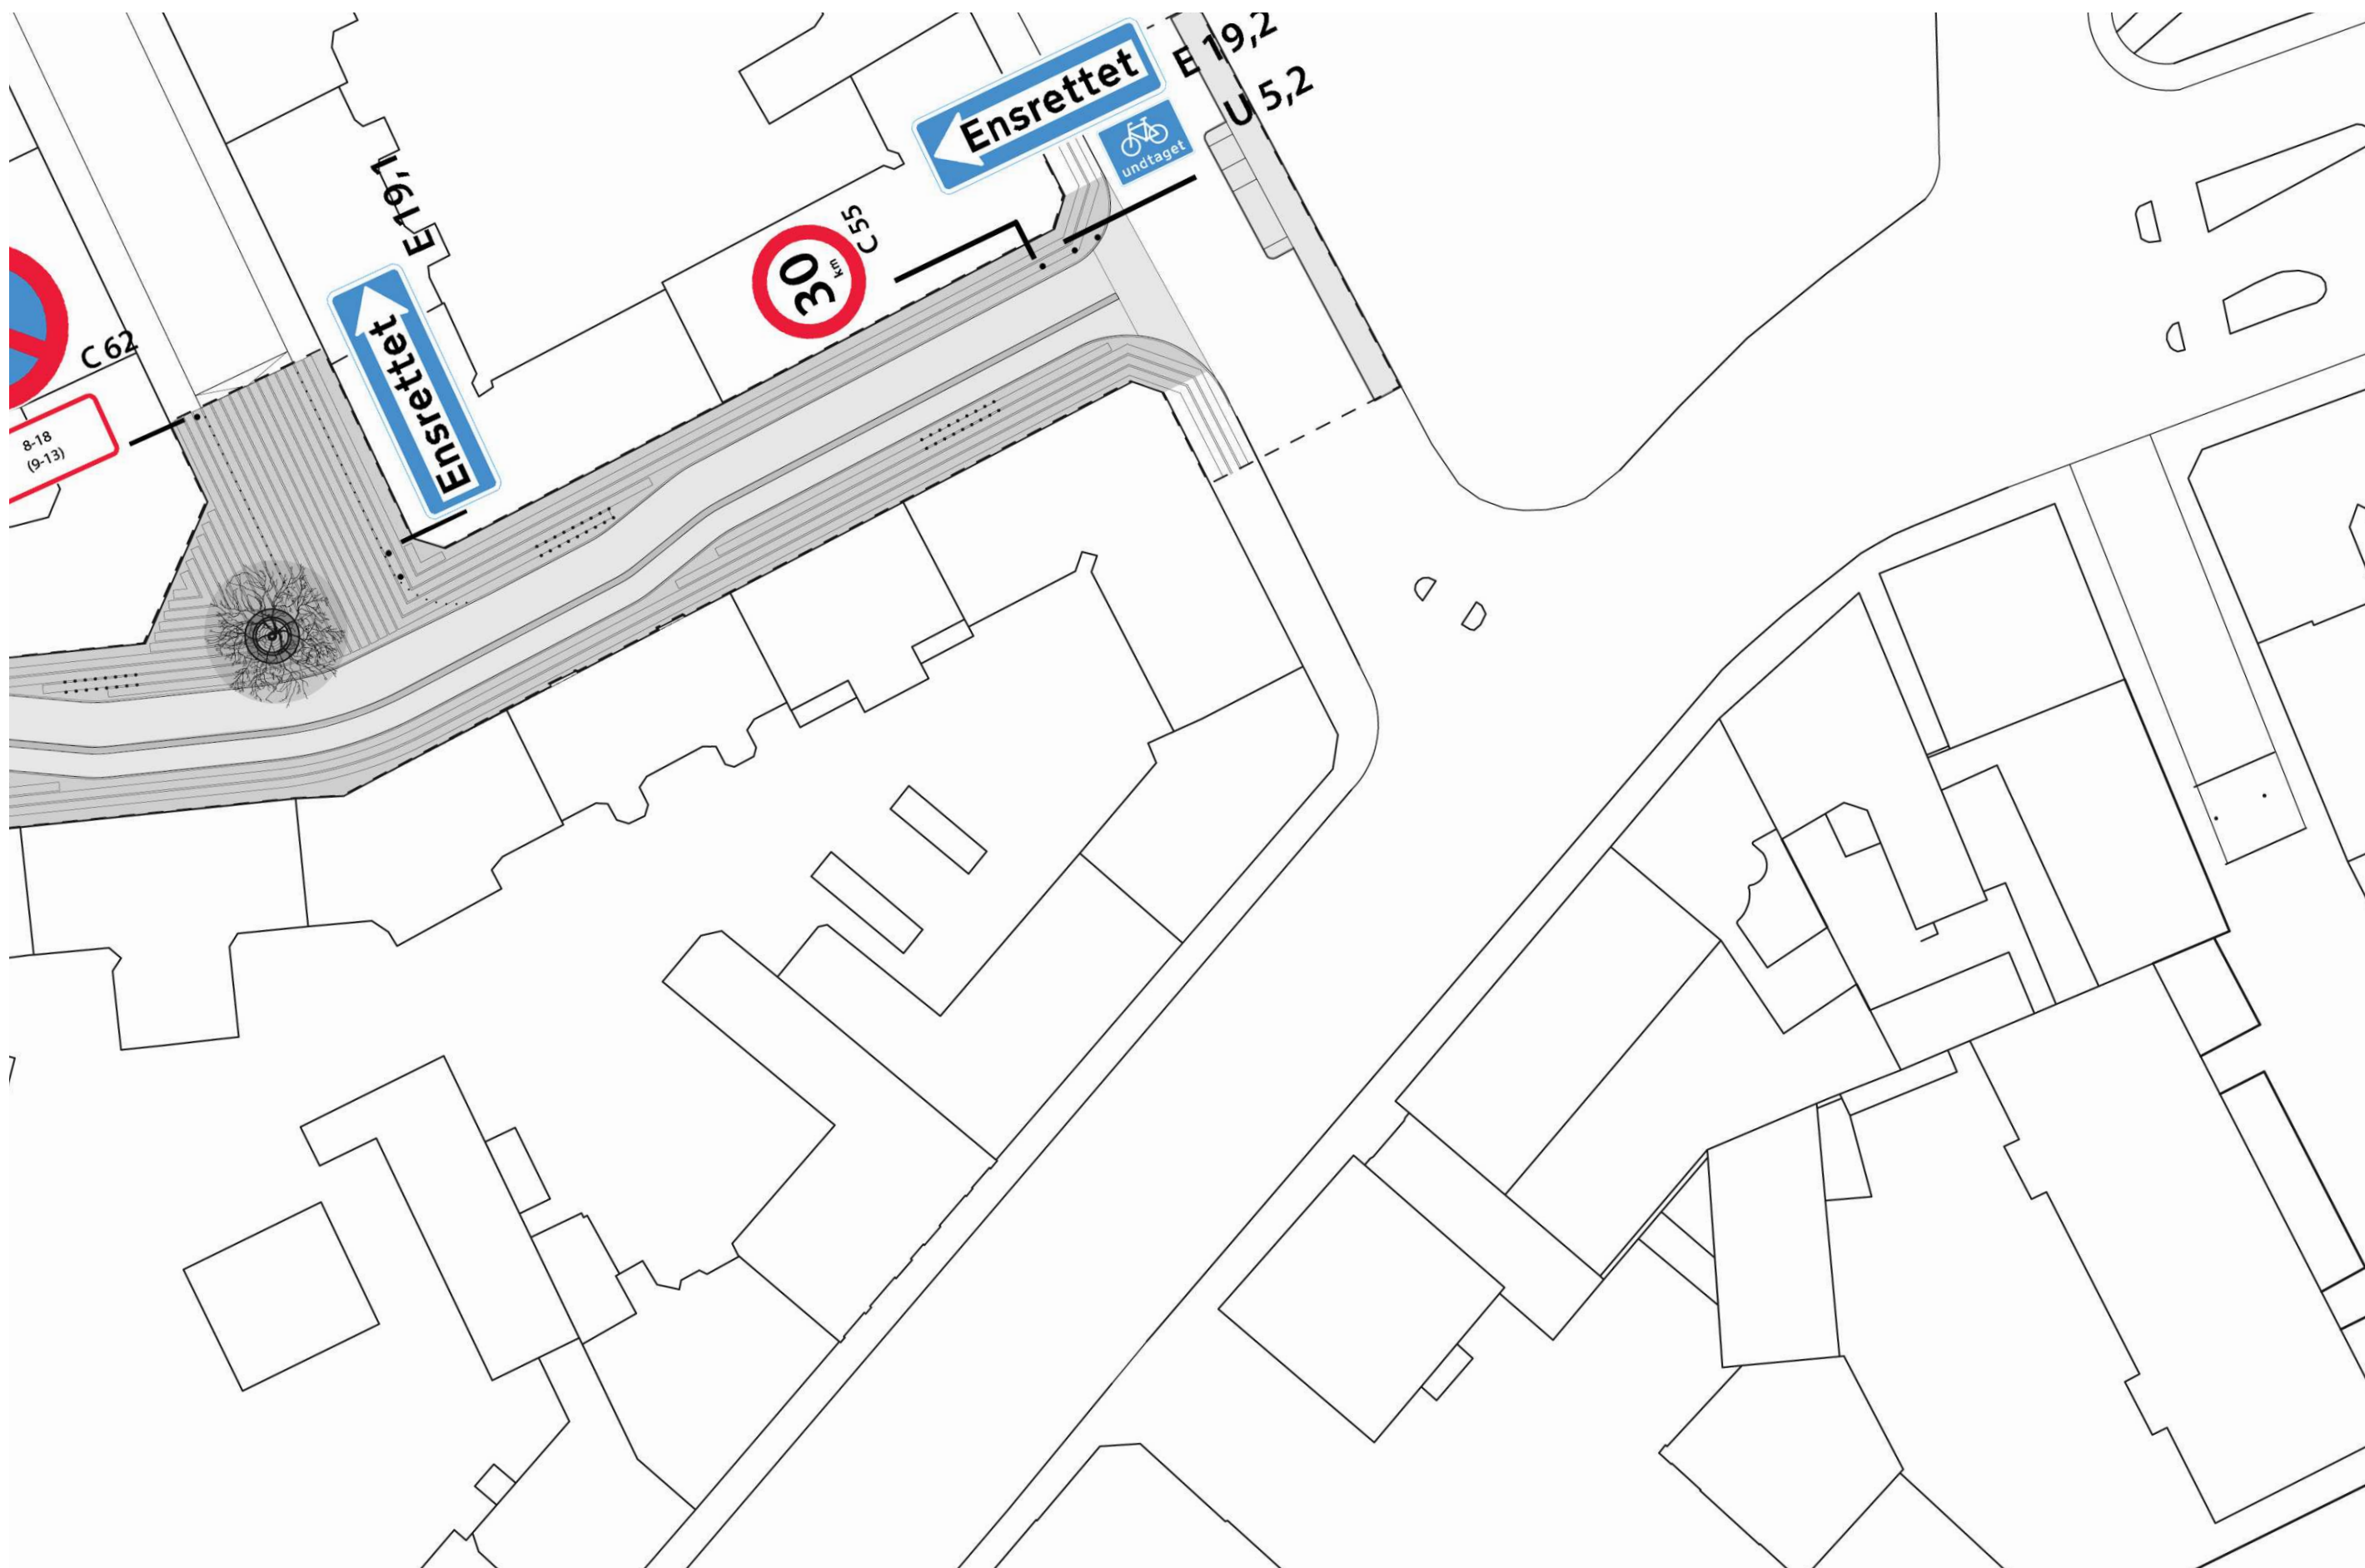 Ensrettet
E 19,2
undtaget
U 5,2
30
km
C 55
E 19,1
Ensrettet
C 62
8-18
(9-13)